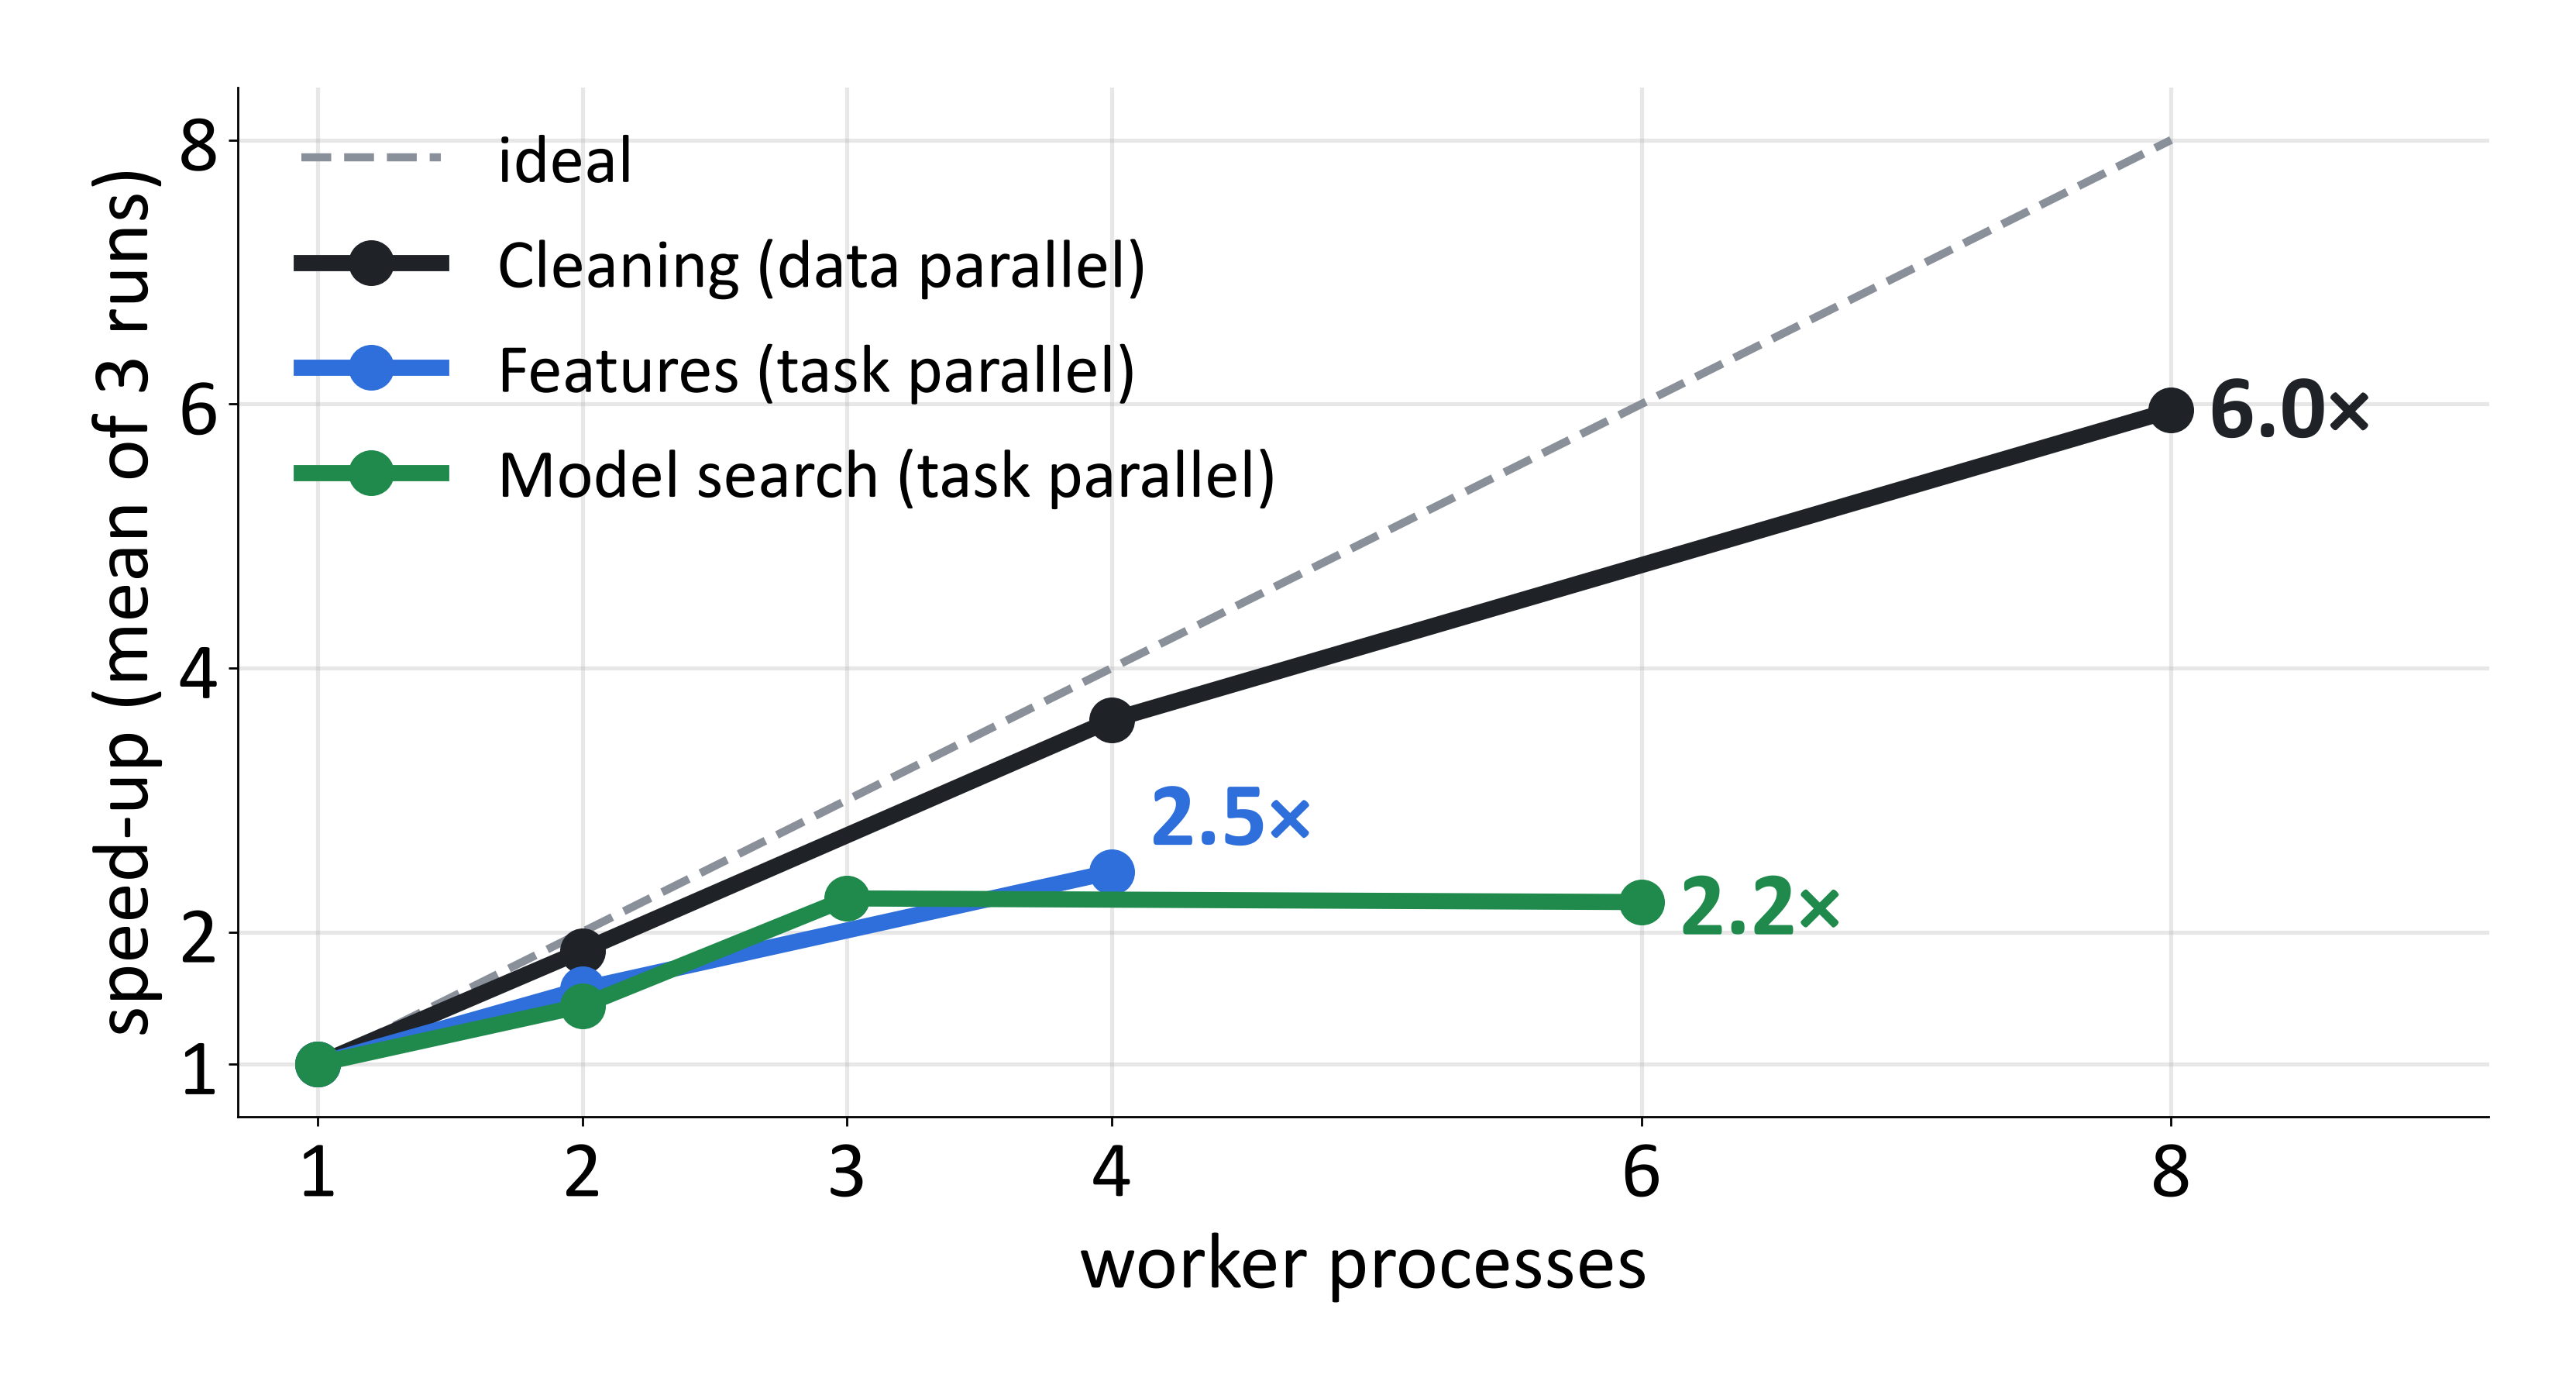 speed-up (mean of 3 runs)
8
6
4
2
1
ideal
Cleaning (data parallel)
Features (task parallel)
Model search (task parallel)
6.0×
2.5×
2.2×
1 2 3 4 6 8
worker processes